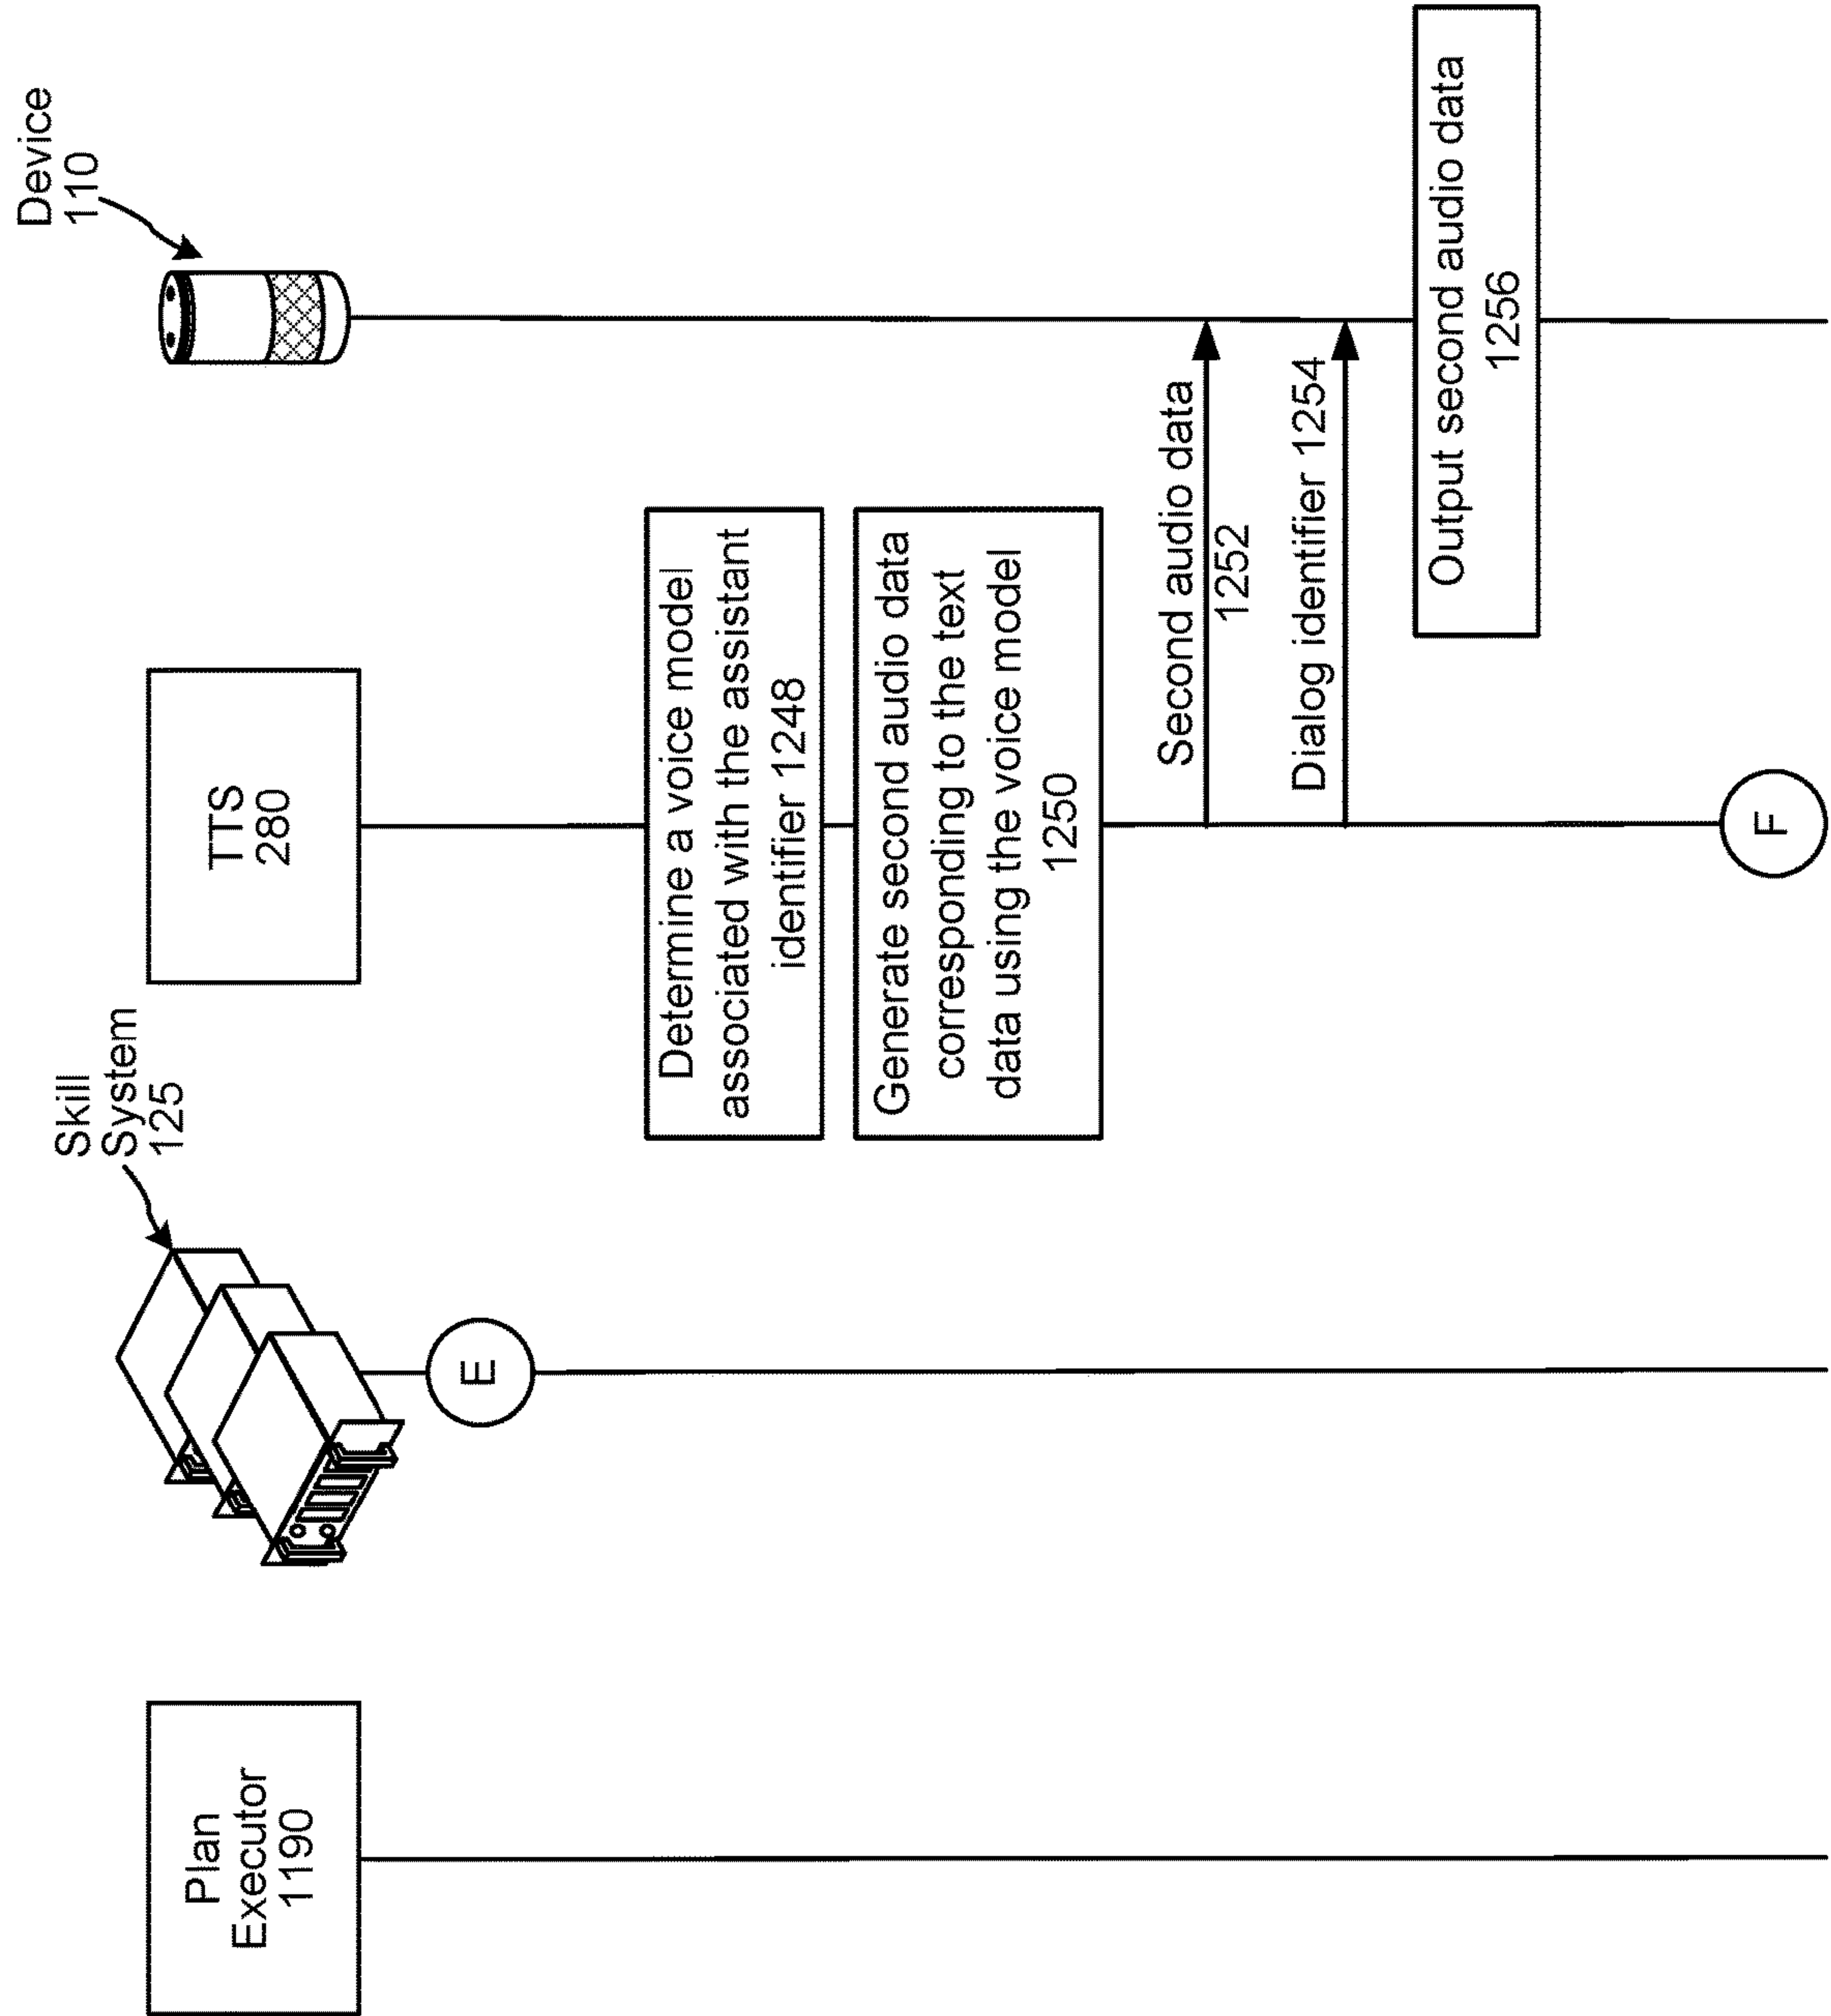 Plan
Executor
1190
Skill
System
125
TTS
280
Device
110
E
Determine a voice model
associated with the assistant
identifier 1248
Generate second audio data
corresponding to the text
data using the voice model
1250
Second audio data
1252
Dialog identifier 1254
Output second audio data
1256
F